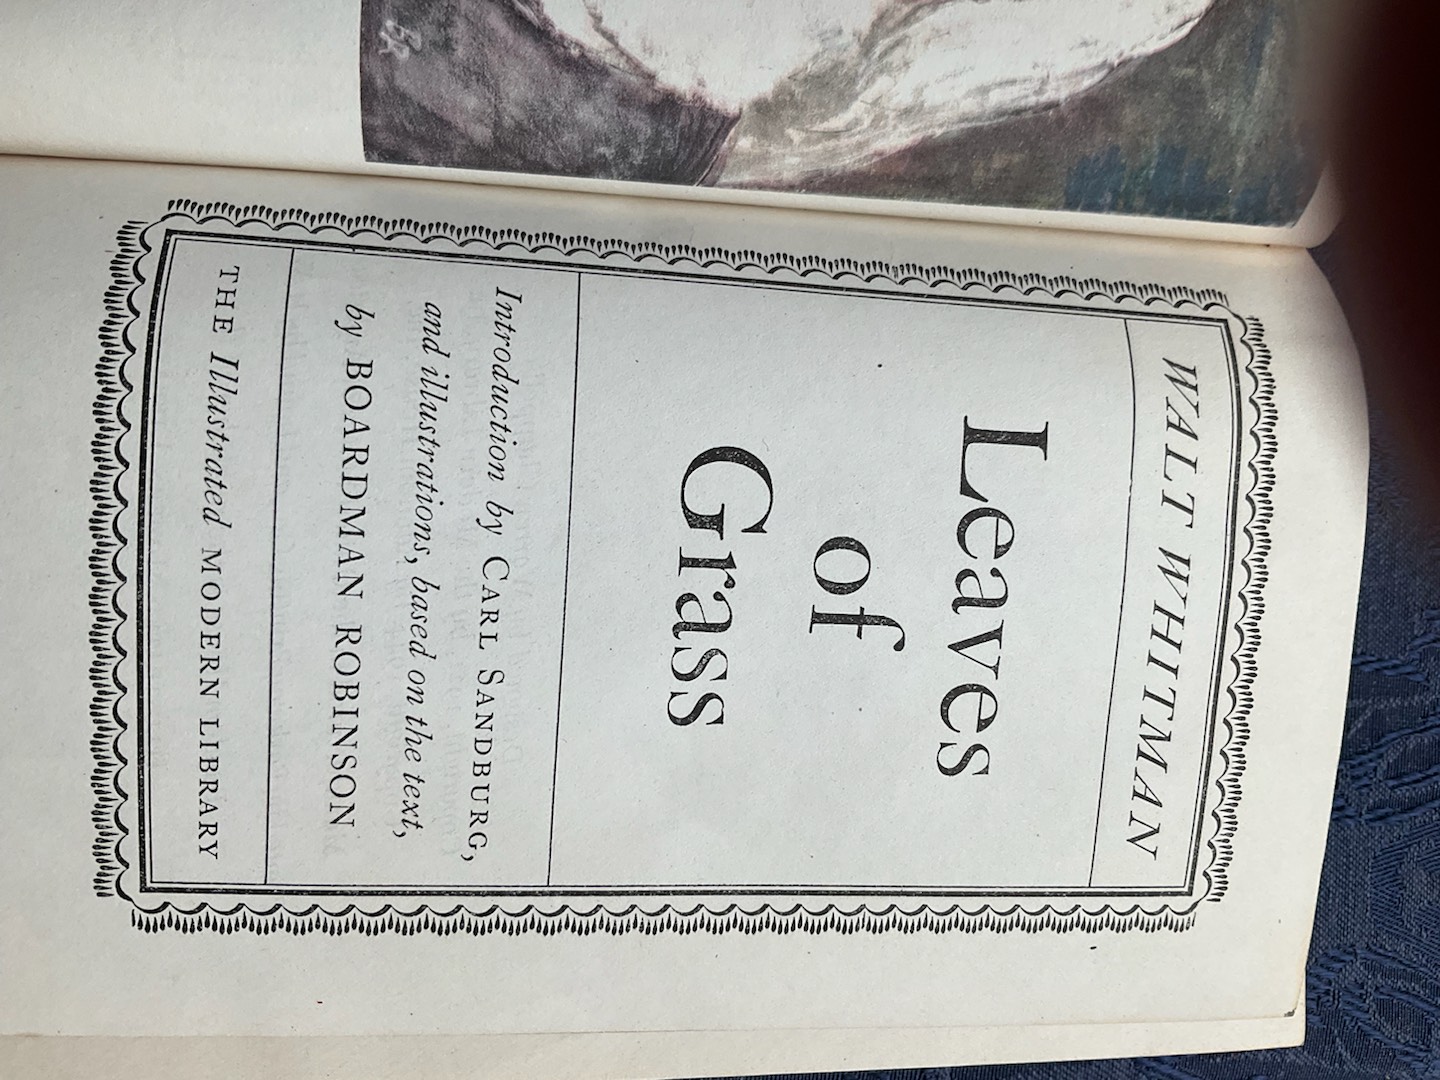 WALT WHITMAN
Leaves
of
Grass
Introduction by CARL SANDBURG,
and illustrations, based on the text,
by BOARDMAN ROBINSON
THE Illustrated MODERN LIBRARY